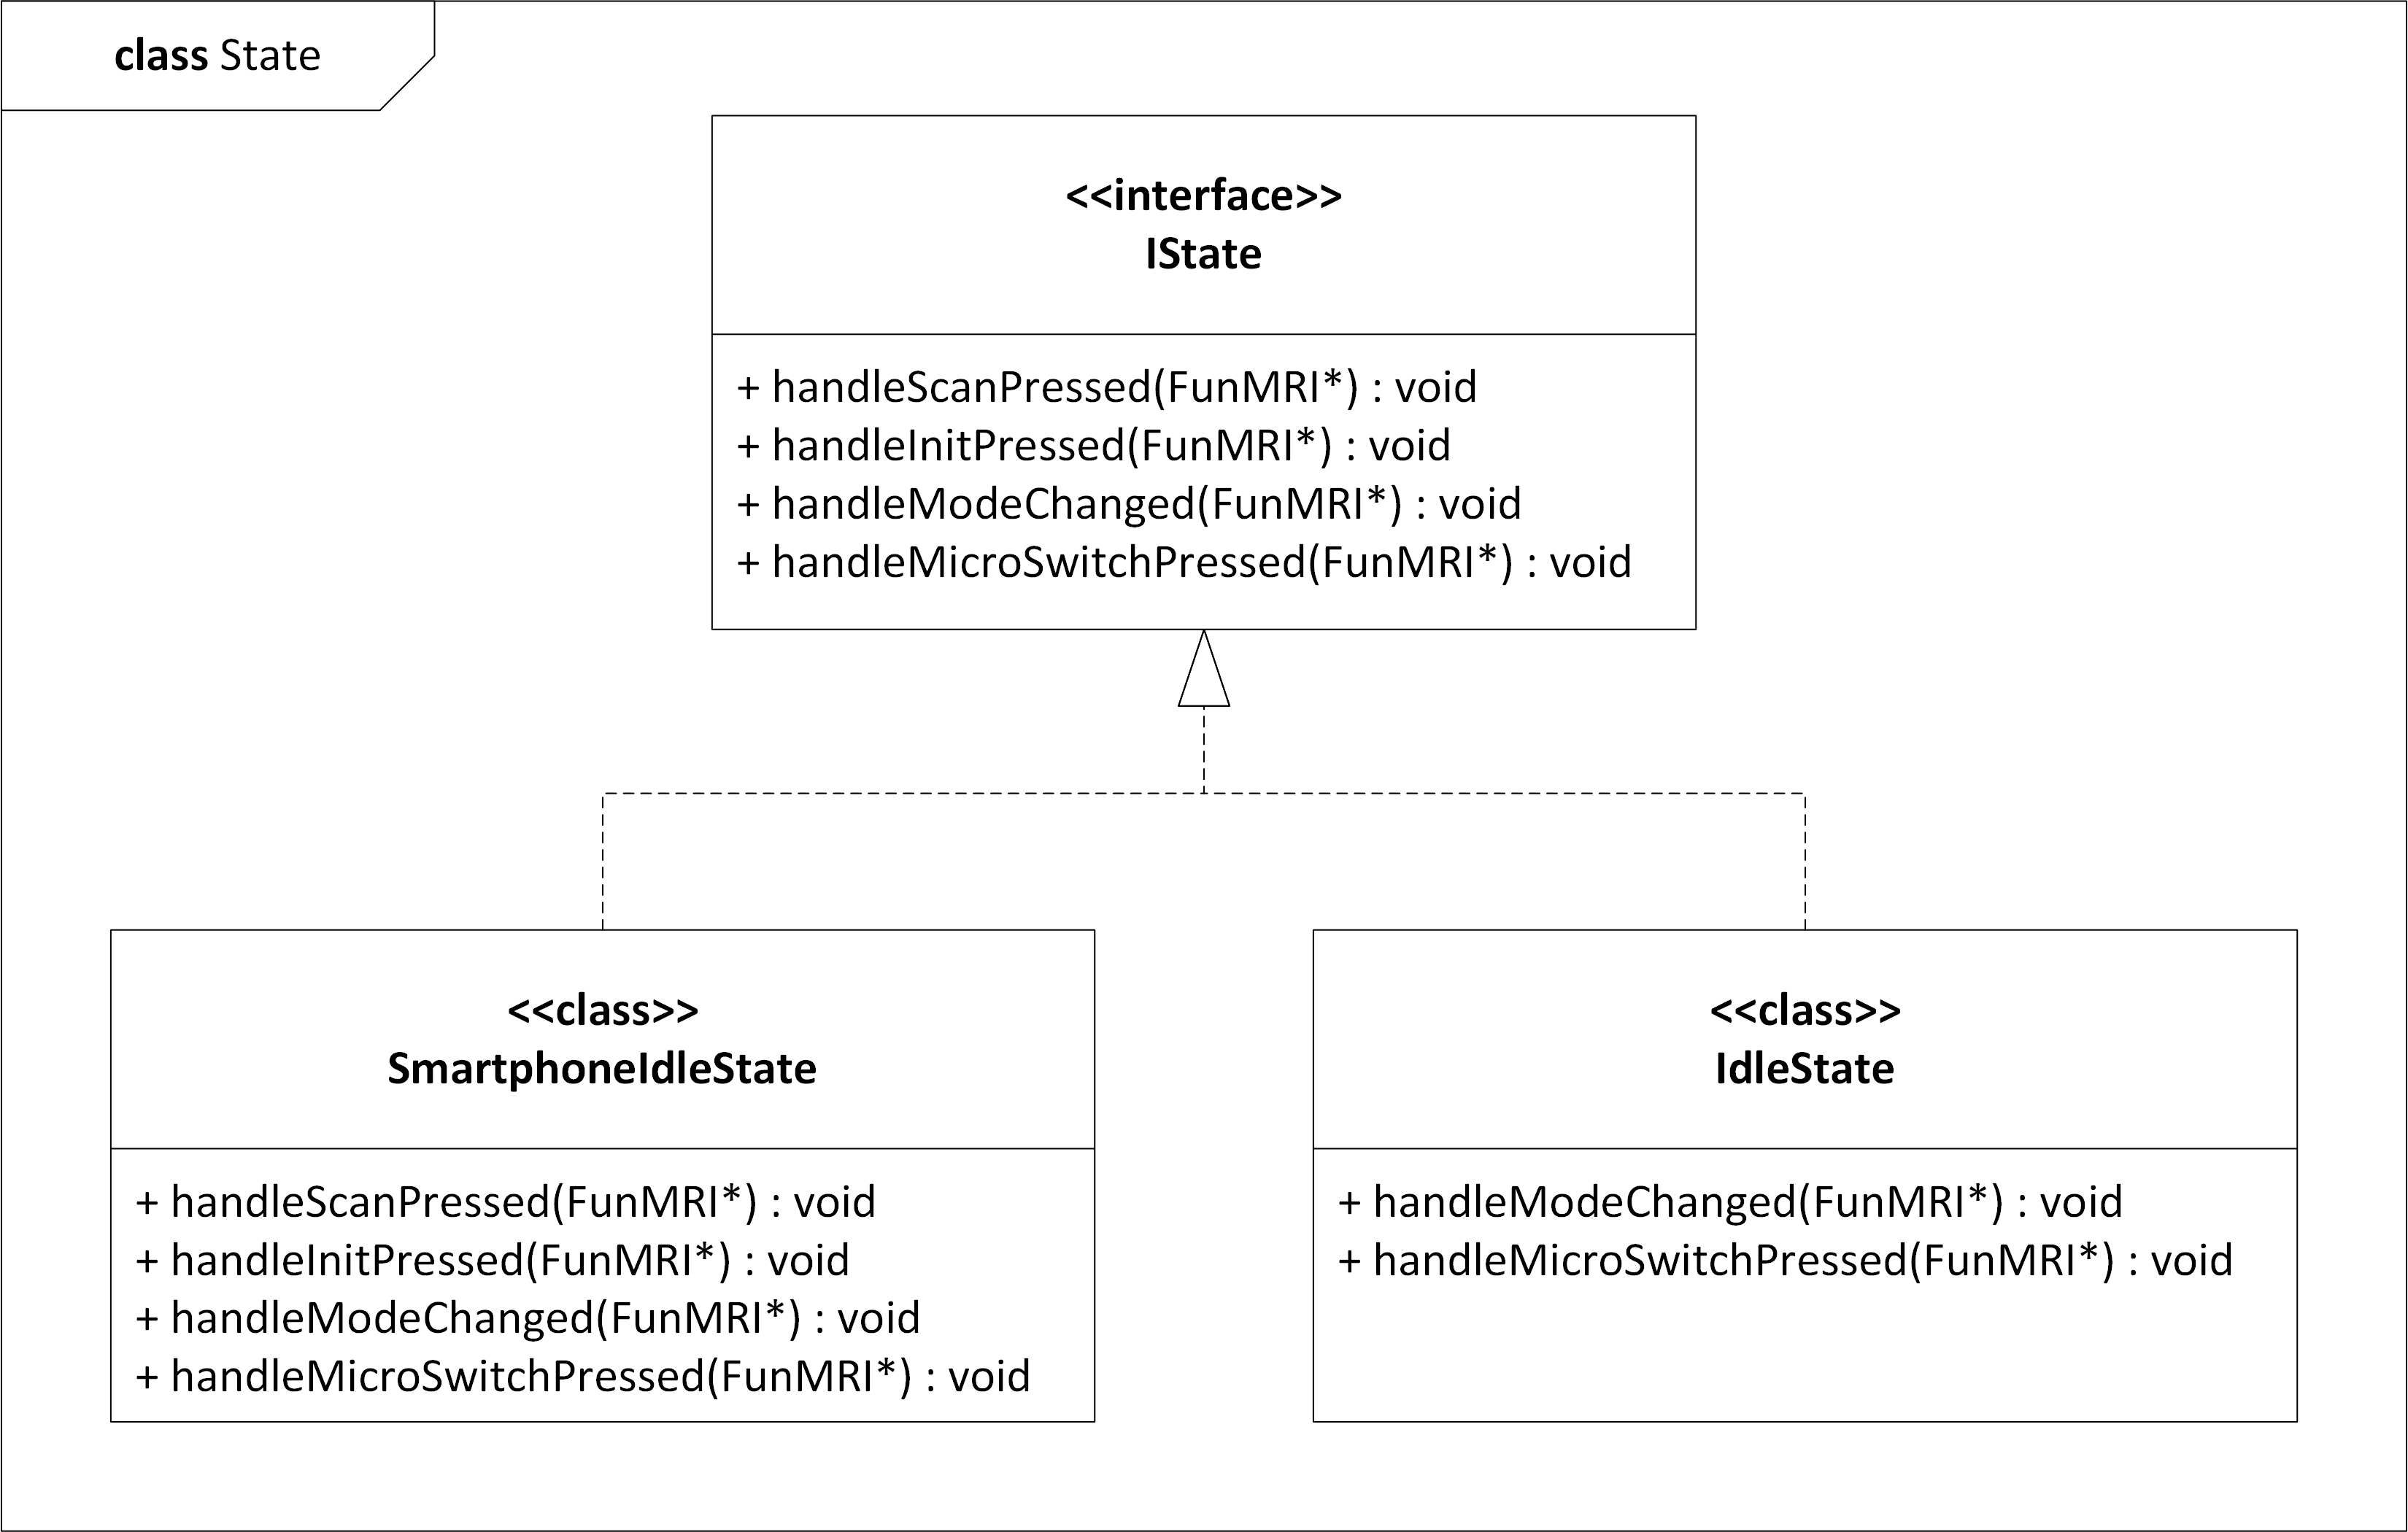 class State
<<interface>>
IState
+ handleScanPressed(FunMRI*) : void
+ handleInitPressed(FunMRI*) : void
+ handleModeChanged(FunMRI*) : void
+ handleMicroSwitchPressed(FunMRI*) : void
<<class>>
SmartphoneIdleState
+ handleScanPressed(FunMRI*) : void
+ handleInitPressed(FunMRI*) : void
+ handleModeChanged(FunMRI*) : void
+ handleMicroSwitchPressed(FunMRI*) : void
<<class>>
IdleState
+ handleModeChanged(FunMRI*) : void
+ handleMicroSwitchPressed(FunMRI*) : void